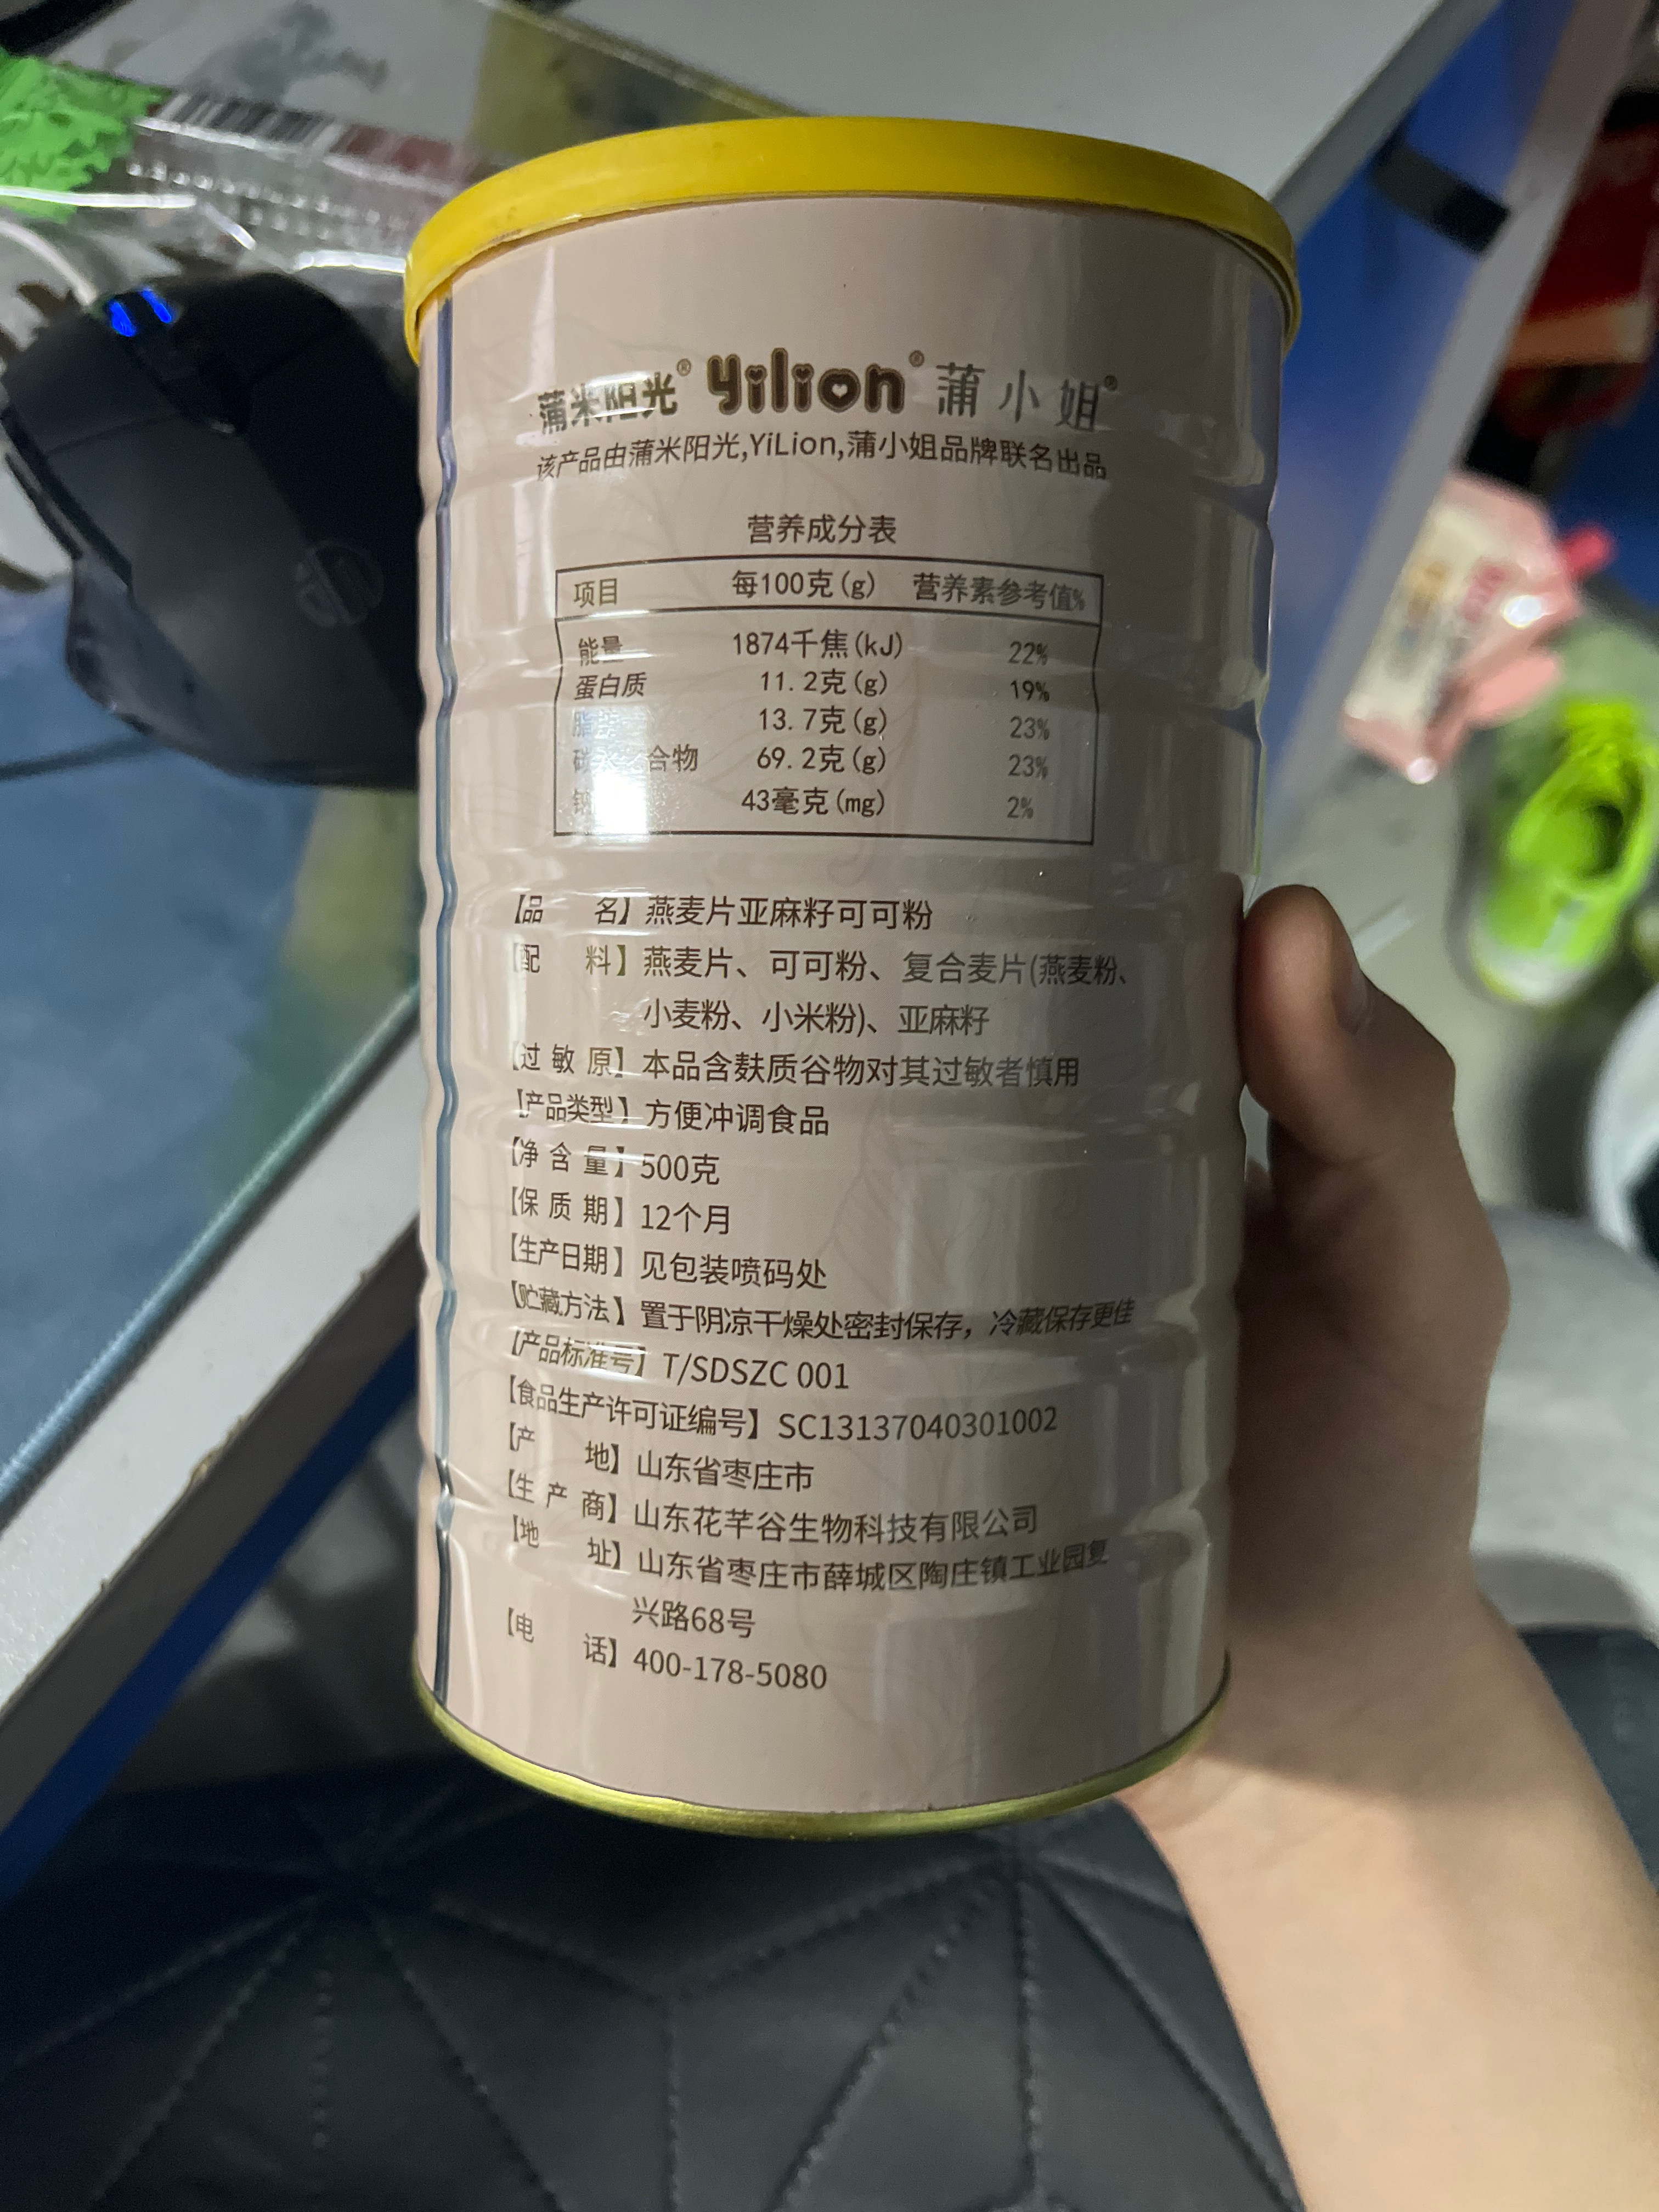 蒲米阳光® yilion® 蒲小姐®
该产品由蒲米阳光,YiLion,蒲小姐品牌联名出品
营养成分表
项目 每100克(g) 营养素参考值%
能量 1874千焦(kJ) 22%
蛋白质 11.2克(g) 19%
脂 13.7克(g) 23%
碳水化合物 69.2克(g) 23%
43毫克(mg) 2%
【品 名】燕麦片亚麻籽可可粉
【配 料】燕麦片、可可粉、复合麦片(燕麦粉、
小麦粉、小米粉)、亚麻籽
【过敏原】本品含麸质谷物对其过敏者慎用
【产品类型】方便冲调食品
【净含量】500克
【保质期】12个月
【生产日期】见包装喷码处
【贮藏方法】置于阴凉干燥处密封保存，冷藏保存更佳
【产品标准号】T/SDSZC 001
【食品生产许可证编号】SC13137040301002
【产 地】山东省枣庄市
【生产商】山东花芊谷生物科技有限公司
【地 址】山东省枣庄市薛城区陶庄镇工业园复
兴路68号
【电 话】400-178-5080